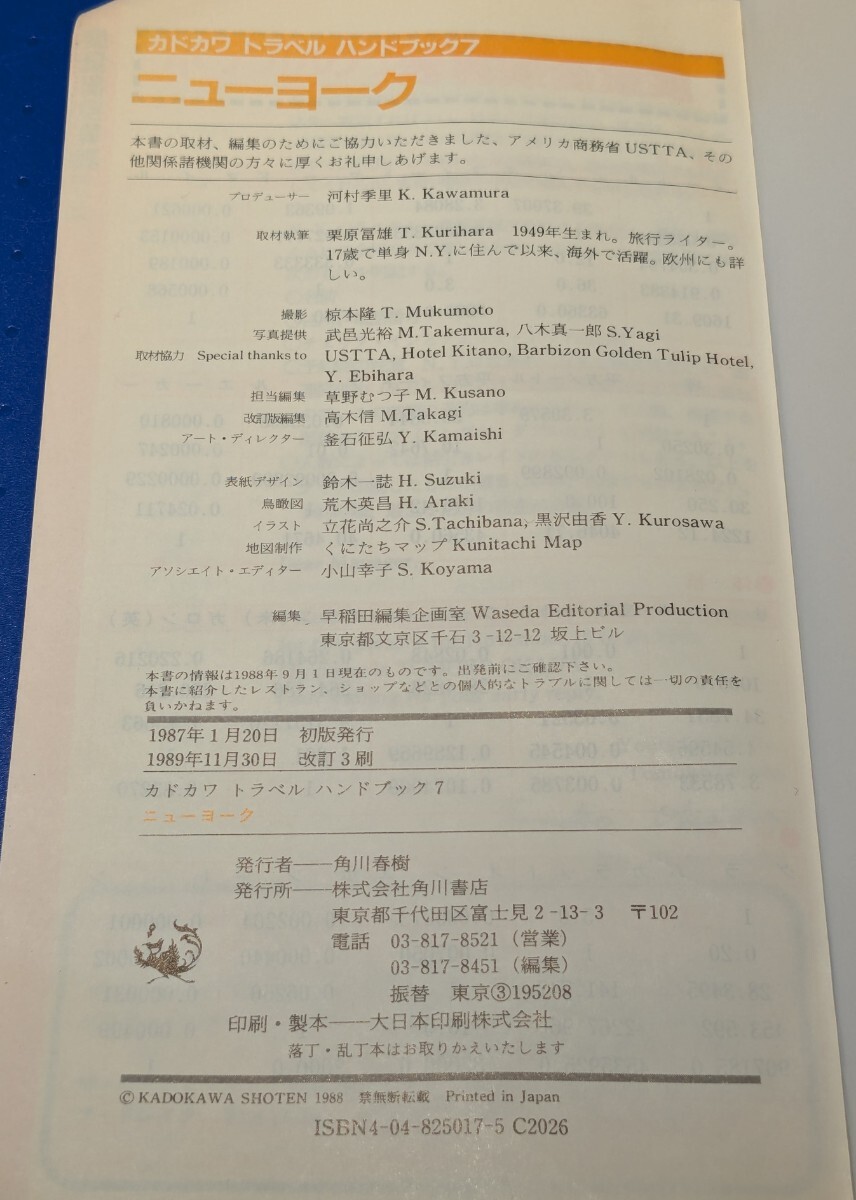 カドカワ トラベル ハンドブック7
ニューヨーク
本書の取材、編集のためにご協力いただきました、アメリカ商務省USTTA、その
他関係諸機関の方々に厚くお礼申しあげます。
プロデューサー 河村季里 K. Kawamura
取材執筆 栗原冨雄 T. Kurihara 1949年生まれ。旅行ライター。
17歳で単身N.Y.に住んで以来、海外で活躍。欧州にも詳
しい。
撮影 椋本隆 T. Mukumoto
写真提供 武邑光裕 M.Takemura, 八木真一郎 S.Yagi
取材協力 Special thanks to USTTA, Hotel Kitano, Barbizon Golden Tulip Hotel,
Y. Ebihara
担当編集 草野むつ子 M. Kusano
改訂版編集 高木信 M.Takagi
アート・ディレクター 釜石征弘 Y. Kamaishi
表紙デザイン 鈴木一誌 H. Suzuki
鳥瞰図 荒木英昌 H. Araki
イラスト 立花尚之介 S.Tachibana, 黒沢由香 Y. Kurosawa
地図制作 くにたちマップ Kunitachi Map
アソシエイト・エディター 小山幸子 S. Koyama
編集 早稲田編集企画室 Waseda Editorial Production
東京都文京区千石3-12-12 坂上ビル
本書の情報は1988年9月1日現在のものです。出発前にご確認下さい。
本書に紹介したレストラン、ショップなどとの個人的なトラブルに関しては一切の責任を
負いかねます。
1987年1月20日 初版発行
1989年11月30日 改訂3刷
カドカワ トラベル ハンドブック7
ニューヨーク
発行者――角川春樹
発行所――株式会社角川書店
東京都千代田区富士見2-13-3 〒102
電話 03-817-8521（営業）
03-817-8451（編集）
振替 東京③195208
印刷・製本――大日本印刷株式会社
落丁・乱丁本はお取りかえいたします
© KADOKAWA SHOTEN 1988 禁無断転載 Printed in Japan
ISBN4-04-825017-5 C2026